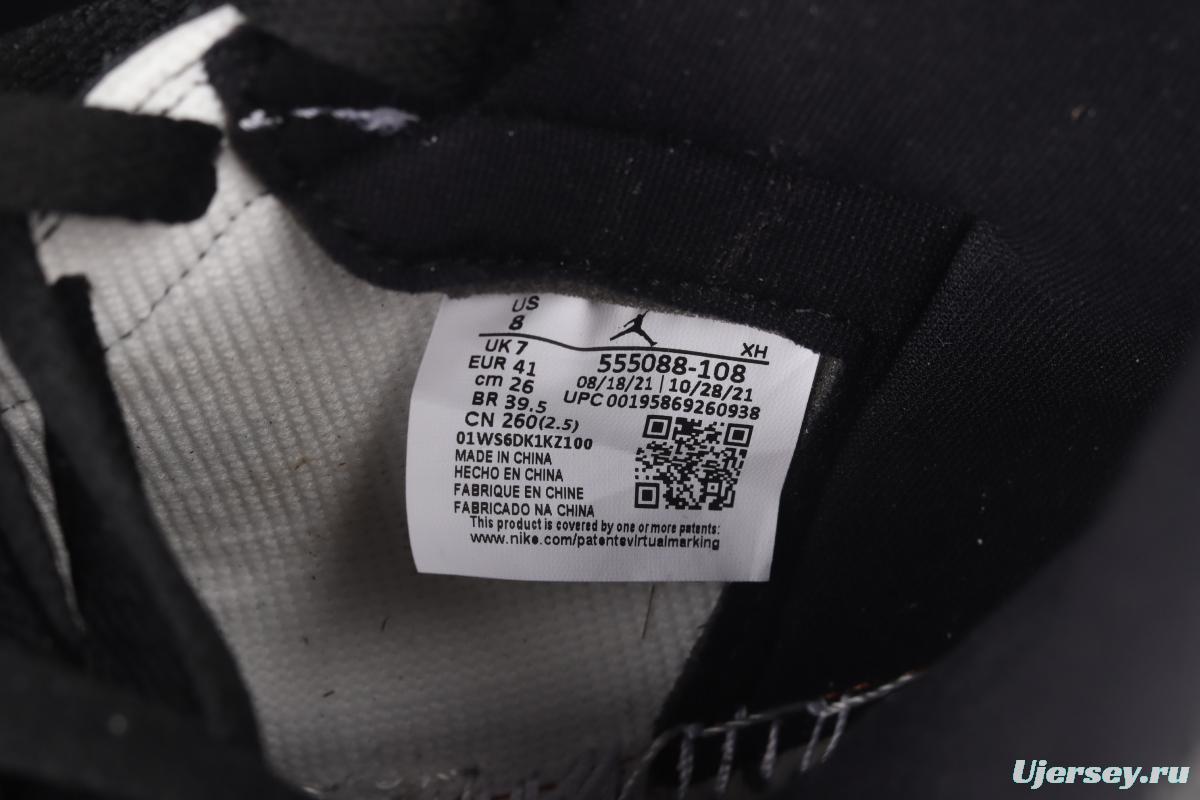 US
8
UK 7
EUR 41
cm 26
BR 39.5
CN 260(2.5)
XH
555088-108
08/18/21 | 10/28/21
UPC 00195869260938
01WS6DK1KZ100
MADE IN CHINA
HECHO EN CHINA
FABRIQUE EN CHINE
FABRICADO NA CHINA
This product is covered by one or more patents:
www.nike.com/patentevirtualmarking
Ujersey.ru